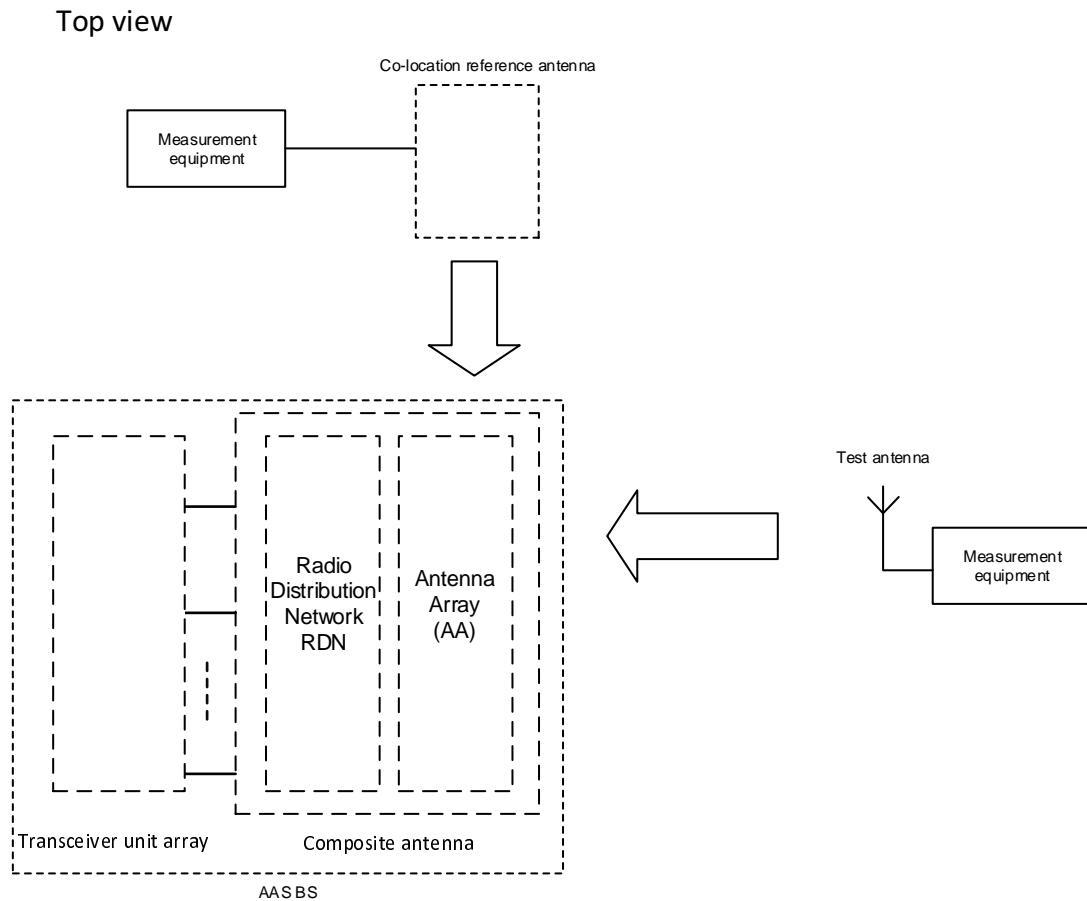 Top view
Co-location reference antenna
Measurement
equipment
Test antenna
Measurement
equipment
Radio
Distribution
Network
RDN
Antenna
Array
(AA)
Transceiver unit array
Composite antenna
AAS BS